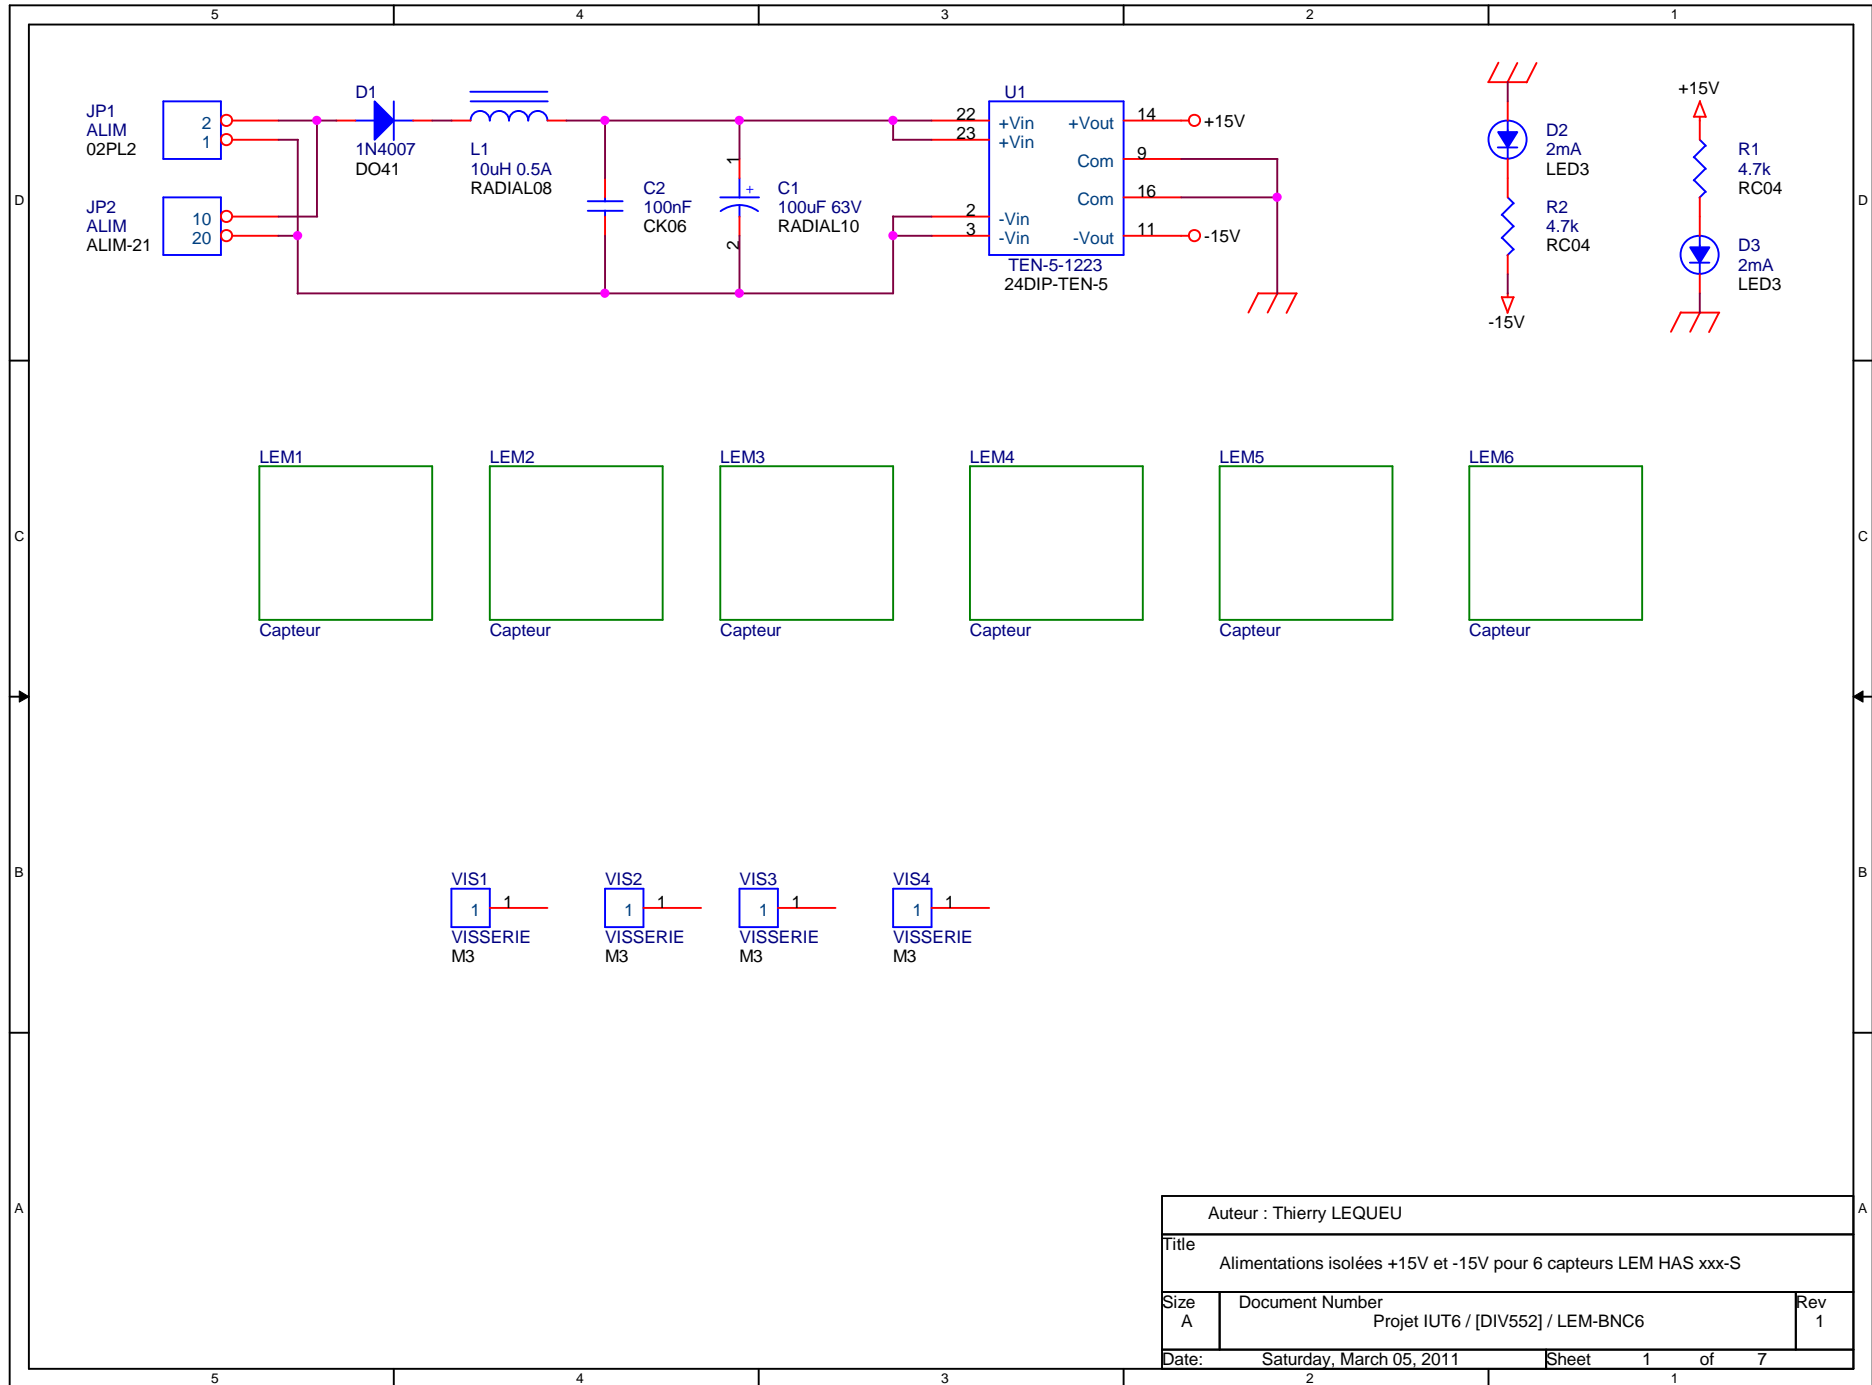 5 4 3 2 1
JP1
ALIM
02PL2
2
1
D1
1N4007
DO41
L1
10uH 0.5A
RADIAL08
C2
100nF
CK06
1
+
2
C1
100uF 63V
RADIAL10
U1
22 +Vin +Vout 14 +15V
23 +Vin
Com 9
Com 16
2 -Vin
3 -Vin -Vout 11 -15V
TEN-5-1223
24DIP-TEN-5
D2
2mA
LED3
R2
4.7k
RC04
-15V
+15V
R1
4.7k
RC04
D3
2mA
LED3
JP2
ALIM
ALIM-21
10
20
D D
LEM1 LEM2 LEM3 LEM4 LEM5 LEM6
C C
Capteur Capteur Capteur Capteur Capteur Capteur
B B
VIS1 VIS2 VIS3 VIS4
1 1 1 1 1 1 1 1
VISSERIE VISSERIE VISSERIE VISSERIE
M3 M3 M3 M3
A A
Auteur : Thierry LEQUEU
Title
Alimentations isolées +15V et -15V pour 6 capteurs LEM HAS xxx-S
Size Document Number Rev
A Projet IUT6 / [DIV552] / LEM-BNC6 1
Date: Saturday, March 05, 2011 Sheet 1 of 7
5 4 3 2 1